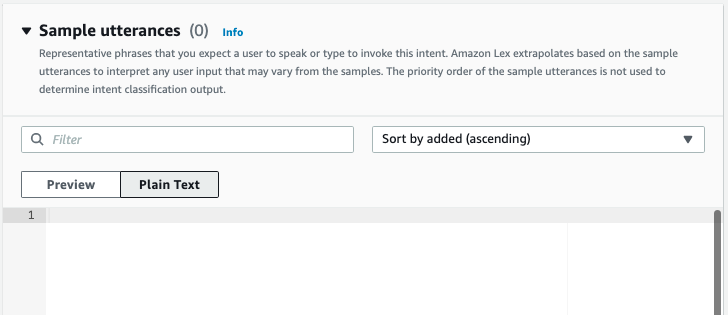 Sample utterances (0) Info
Representative phrases that you expect a user to speak or type to invoke this intent. Amazon Lex extrapolates based on the sample
utterances to interpret any user input that may vary from the samples. The priority order of the sample utterances is not used to
determine intent classification output.
Filter
Sort by added (ascending)
Preview
Plain Text
1